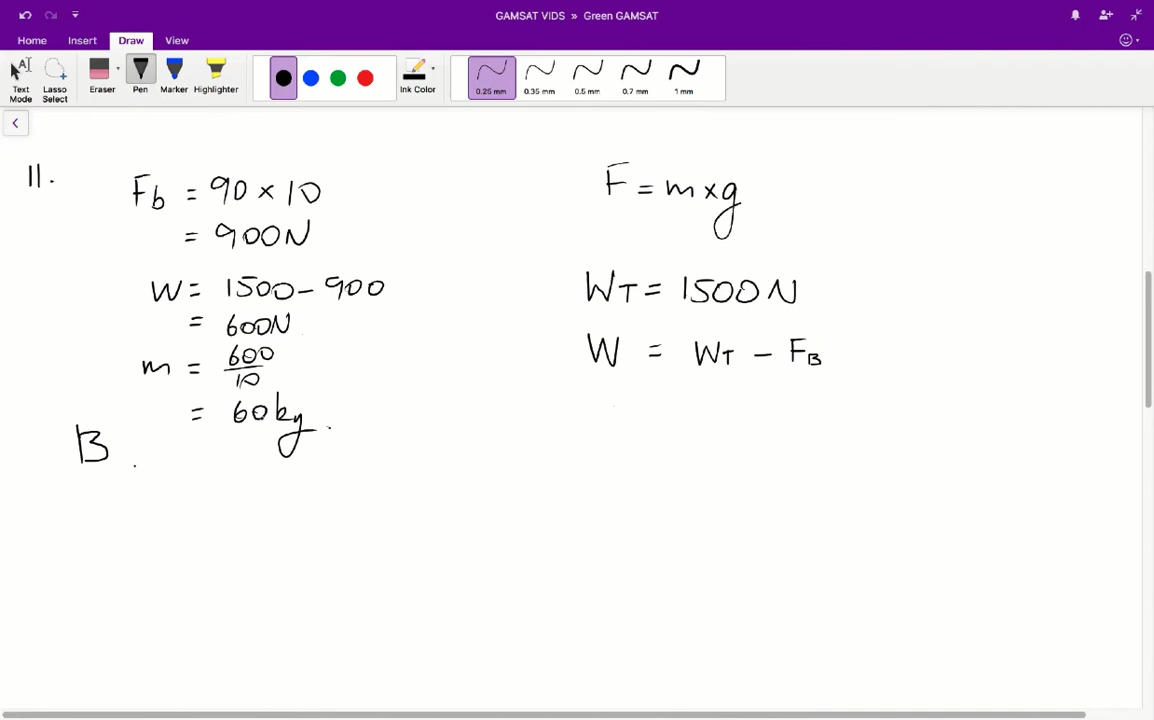 GAMSAT VIDS » Green GAMSAT
Home Insert Draw View
Text Mode
Lasso Select
Eraser
Pen
Marker
Highlighter
Ink Color
0.25 mm
0.35 mm
0.5 mm
0.7 mm
1 mm
11.
Fb = 90 × 10
= 900N
W = 1500 - 900
= 600N
m = 600/10
= 60kg.
B.
F = m × g
WT = 1500N
W = WT - FB